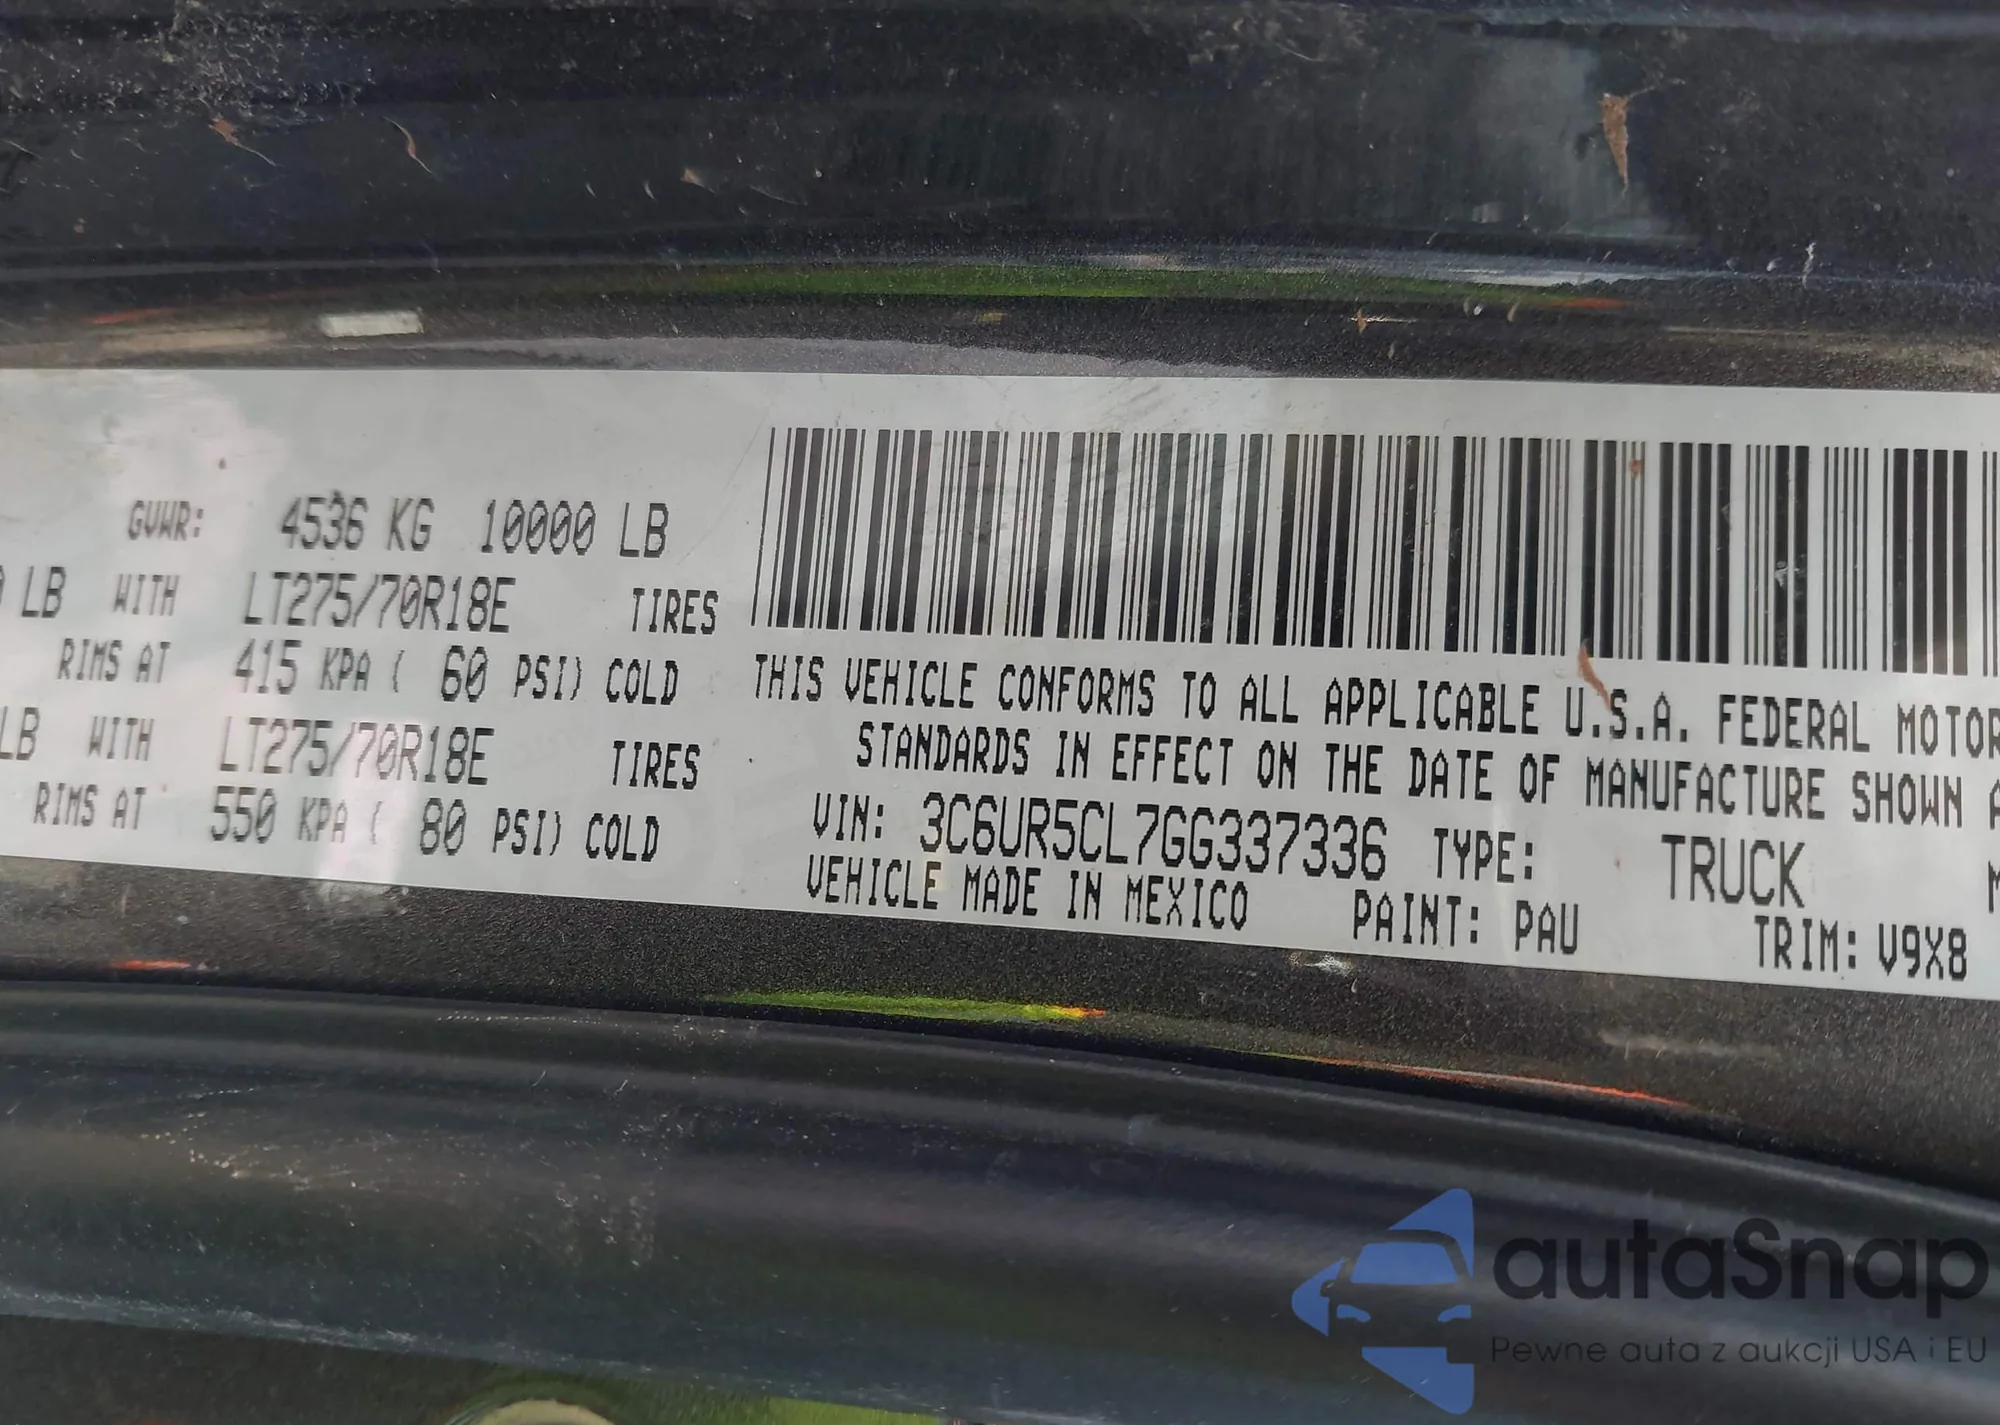 GVWR: 4536 KG 10000 LB
LB WITH LT275/70R18E TIRES
RIMS AT 415 KPA ( 60 PSI) COLD
LB WITH LT275/70R18E TIRES
RIMS AT 550 KPA ( 80 PSI) COLD
THIS VEHICLE CONFORMS TO ALL APPLICABLE U.S.A. FEDERAL MOTOR
STANDARDS IN EFFECT ON THE DATE OF MANUFACTURE SHOWN A
VIN: 3C6UR5CL7GG337336 TYPE: TRUCK
VEHICLE MADE IN MEXICO PAINT: PAU TRIM: V9X8
autaSnap
Pewne auta z aukcji USA i EU